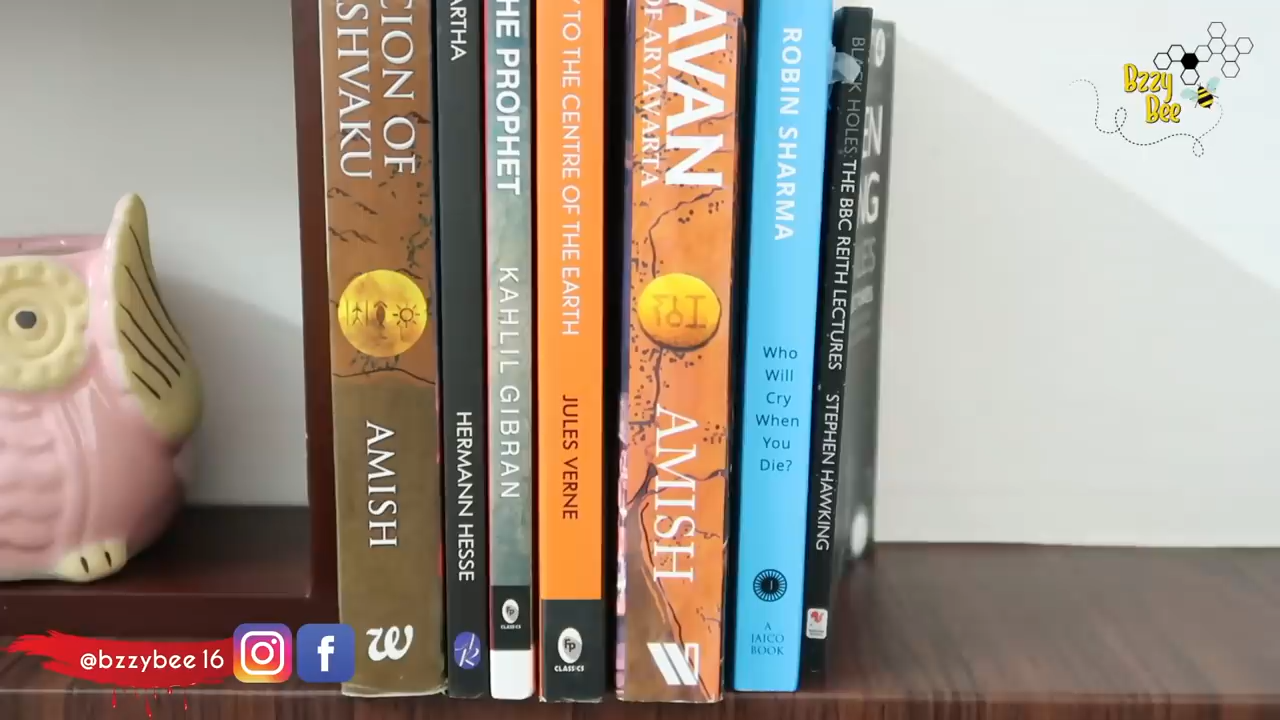 CION OF
SHVAKU
AMISH
ARTHA
HERMANN HESSE
HE PROPHET
KAHLIL GIBRAN
FP
CLASSICS
Y TO THE CENTRE OF THE EARTH
JULES VERNE
FP
CLASSICS
AVAN
OF ARYAVARTA
AMISH
ROBIN SHARMA
Who
Will
Cry
When
You
Die?
A
JAICO
BOOK
BLACK HOLES: THE BBC REITH LECTURES
STEPHEN HAWKING
Bzzy
Bee
@bzzybee16